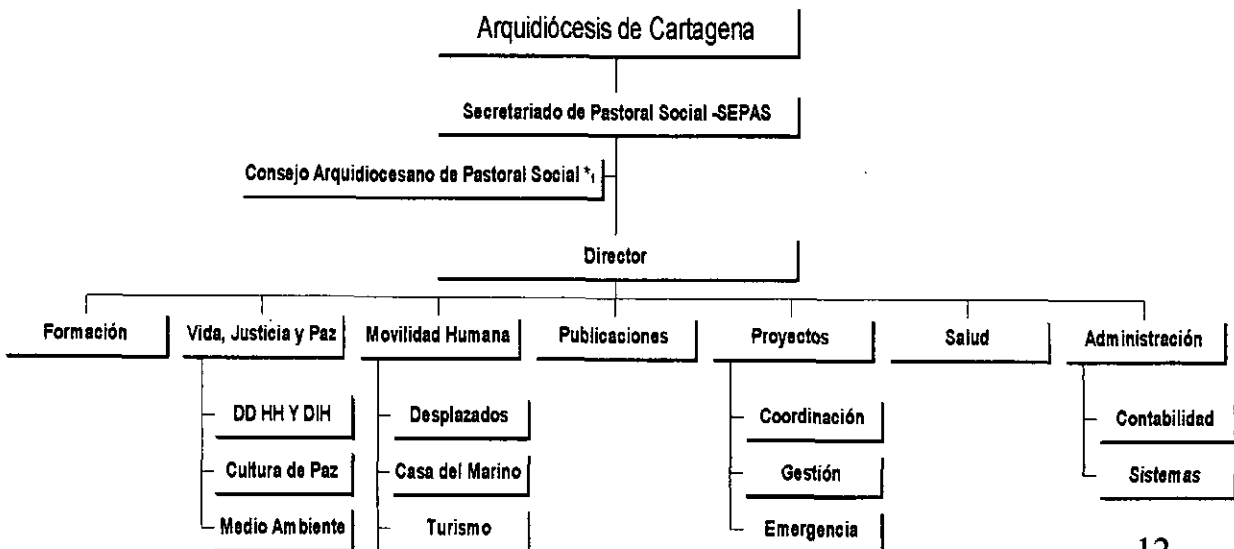 Arquidiócesis de Cartagena
Secretariado de Pastoral Social -SEPAS
Consejo Arquidiocesano de Pastoral Social *1
Director
Formación
Vida, Justicia y Paz
Movilidad Humana
Publicaciones
Proyectos
Salud
Administración
DD HH Y DIH
Desplazados
Coordinación
Contabilidad
Cultura de Paz
Casa del Marino
Gestión
Sistemas
Medio Ambiente
Turismo
Emergencia
12